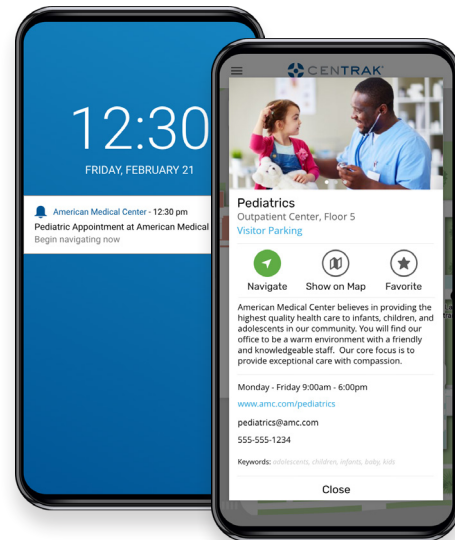 12:30
FRIDAY, FEBRUARY 21
American Medical Center - 12:30 pm
Pediatric Appointment at American Medical
Begin navigating now
CENTRAK
Pediatrics
Outpatient Center, Floor 5
Visitor Parking
Navigate Show on Map Favorite
American Medical Center believes in providing the
highest quality health care to infants, children, and
adolescents in our community. You will find our
office to be a warm environment with a friendly
and knowledgeable staff. Our core focus is to
provide exceptional care with compassion.
Monday - Friday 9:00am - 6:00pm
www.amc.com/pediatrics
pediatrics@amc.com
555-555-1234
Keywords: adolescents, children, infants, baby, kids
Close